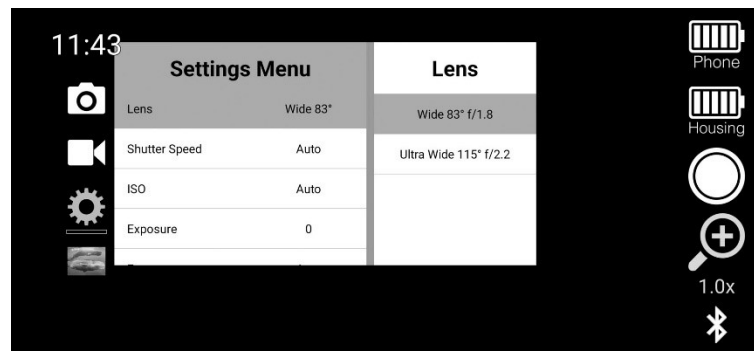 11:43
Settings Menu
Lens Wide 83°
Shutter Speed Auto
ISO Auto
Exposure 0
Lens
Wide 83° f/1.8
Ultra Wide 115° f/2.2
Phone
Housing
1.0x